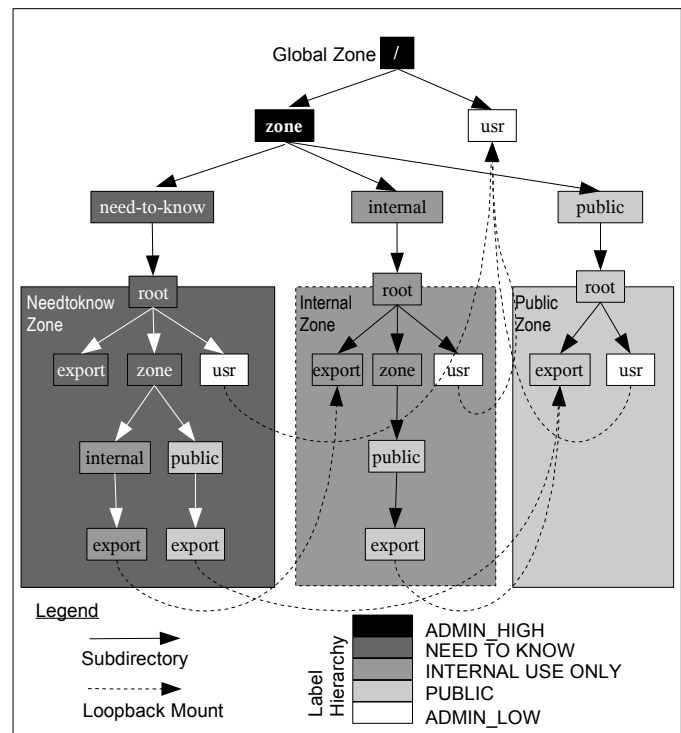 Global Zone /
zone usr
need-to-know internal public
root root root
Needtoknow
Zone
Internal
Zone
Public
Zone
export zone usr export zone usr export usr
internal public public
export export export
Legend
Subdirectory
Loopback Mount
Label
Hierarchy
ADMIN_HIGH
NEED TO KNOW
INTERNAL USE ONLY
PUBLIC
ADMIN_LOW